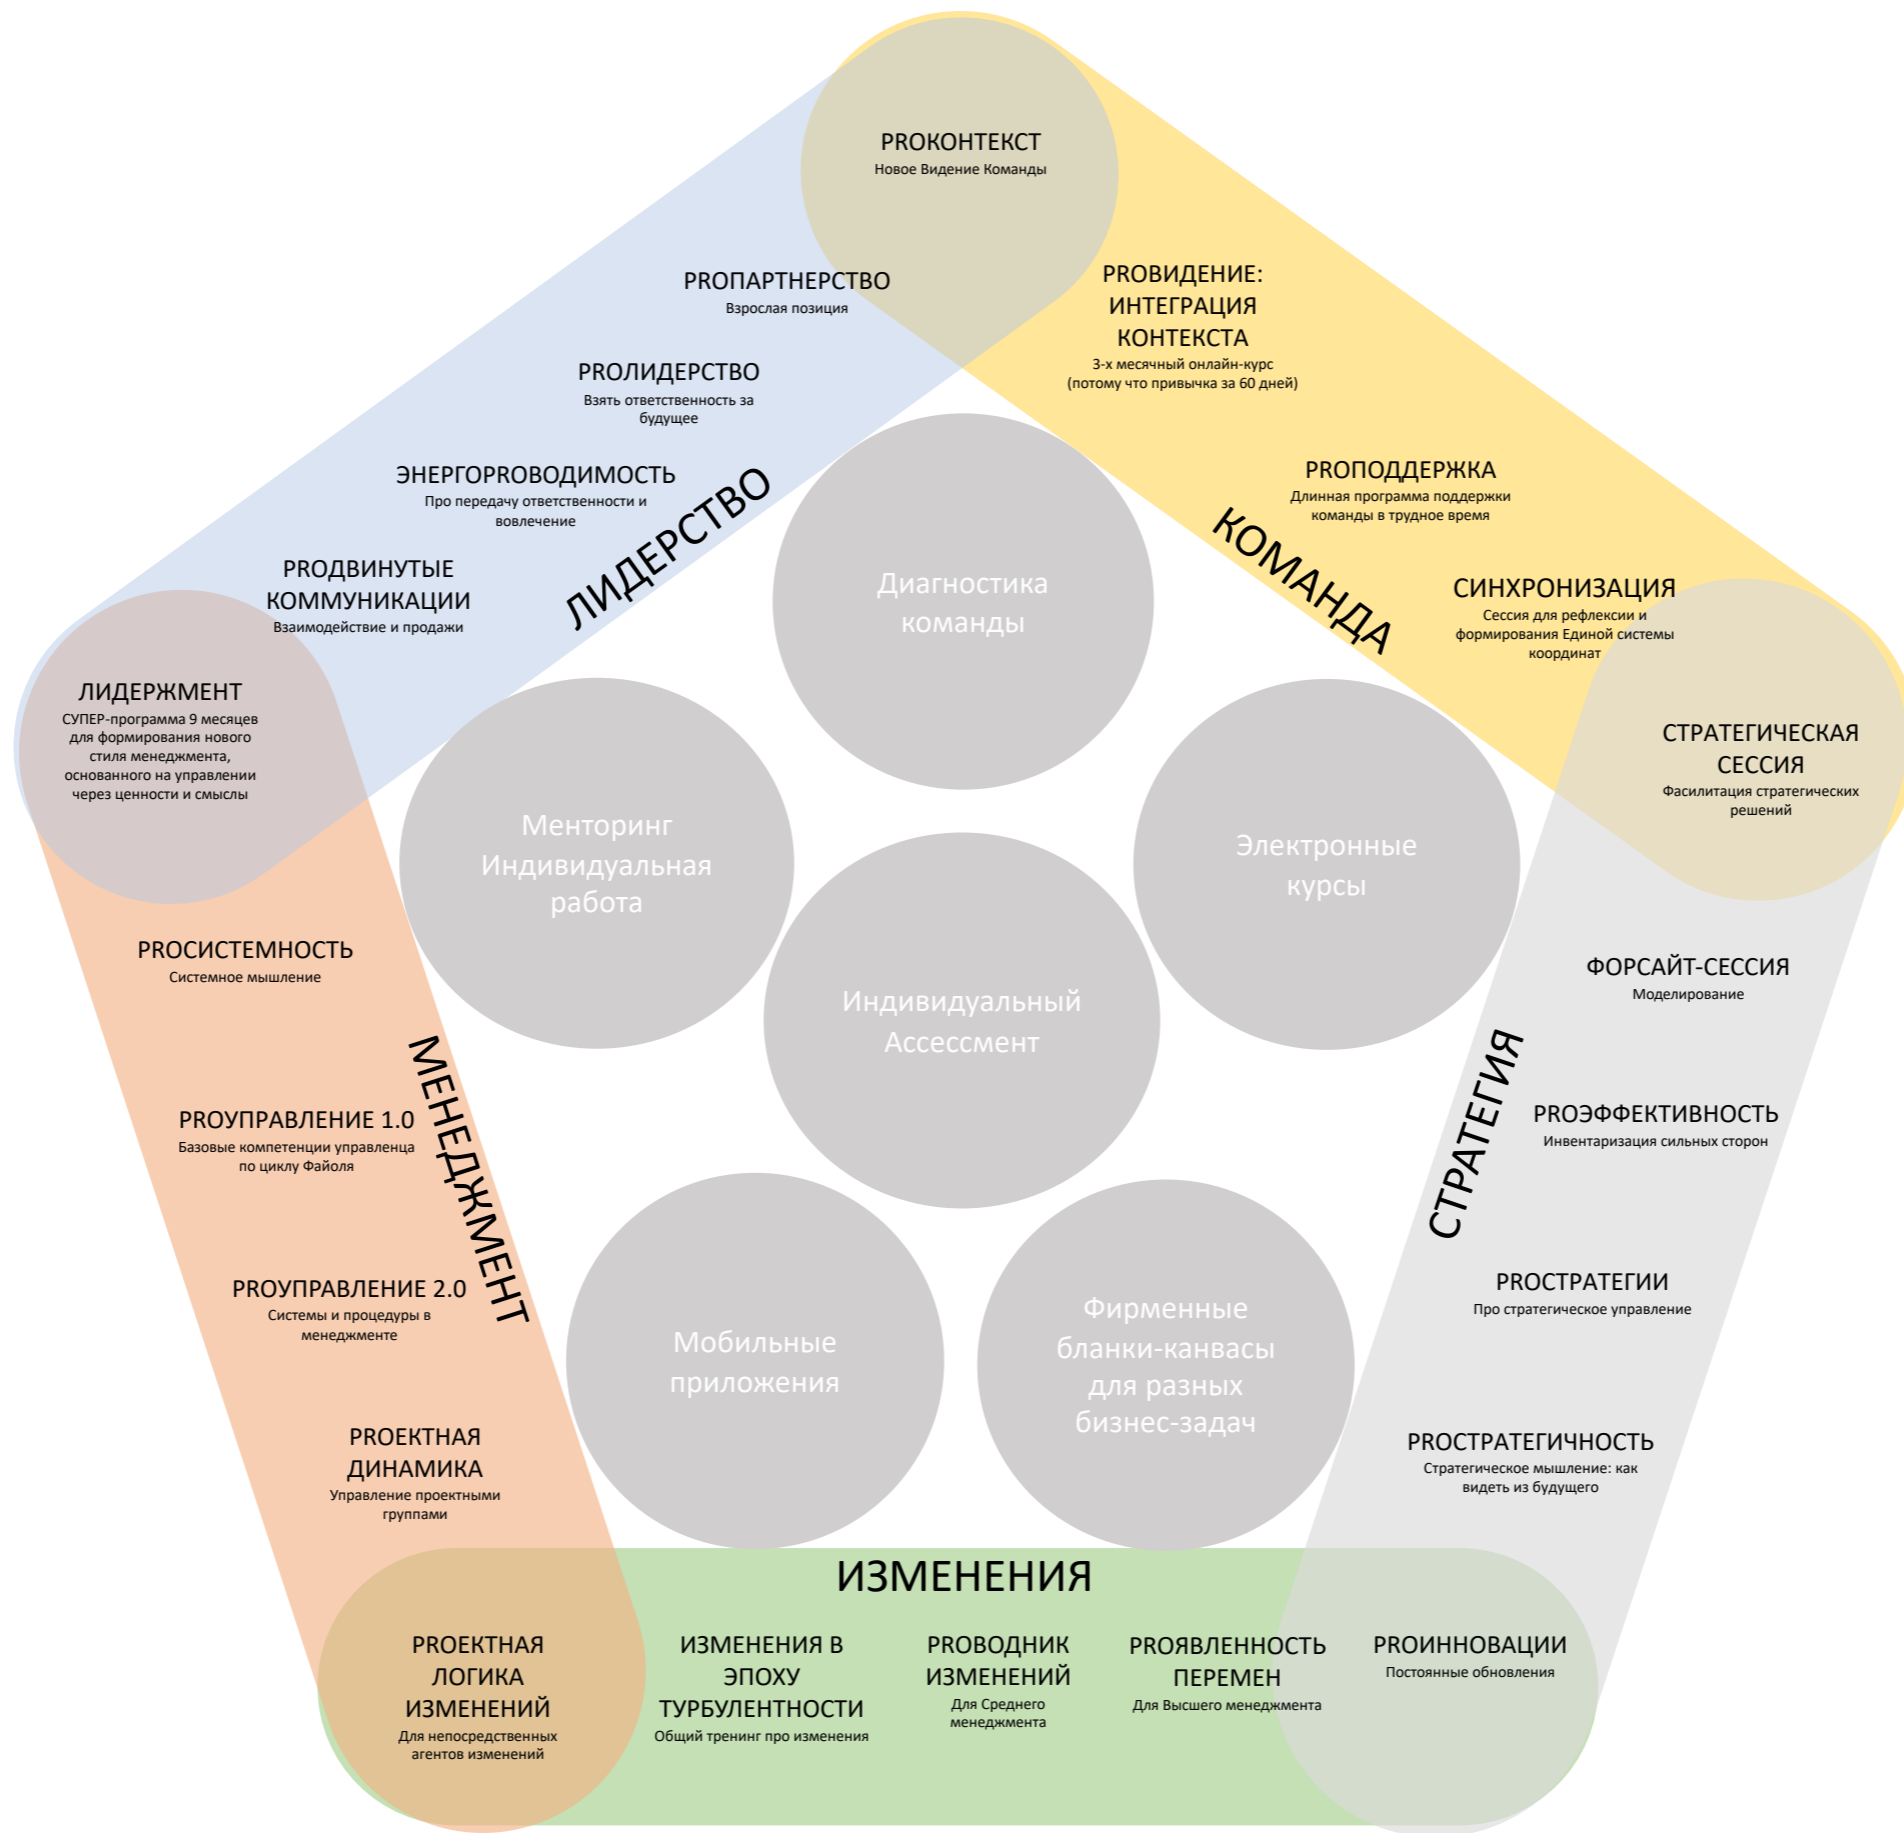 PROКОНТЕКСТ
Новое Видение Команды
PROПАРТНЕРСТВО
Взрослая позиция
PROЛИДЕРСТВО
Взять ответственность за
будущее
ЭНЕРГОPROВОДИМОСТЬ
Про передачу ответственности и
вовлечение
PROДВИНУТЫЕ
КОММУНИКАЦИИ
Взаимодействие и продажи
ЛИДЕРСТВО
PROВИДЕНИЕ:
ИНТЕГРАЦИЯ
КОНТЕКСТА
3-х месячный онлайн-курс
(потому что привычка за 60 дней)
PROПОДДЕРЖКА
Длинная программа поддержки
команды в трудное время
СИНХРОНИЗАЦИЯ
Сессия для рефлексии и
формирования Единой системы
координат
КОМАНДА
ЛИДЕРЖМЕНТ
СУПЕР-программа 9 месяцев
для формирования нового
стиля менеджмента,
основанного на управлении
через ценности и смыслы
СТРАТЕГИЧЕСКАЯ
СЕССИЯ
Фасилитация стратегических
решений
Диагностика
команды
Менторинг
Индивидуальная
работа
Электронные
курсы
Индивидуальный
Ассессмент
Мобильные
приложения
Фирменные
бланки-канвасы
для разных
бизнес-задач
PROСИСТЕМНОСТЬ
Системное мышление
PROУПРАВЛЕНИЕ 1.0
Базовые компетенции управленца
по циклу Файоля
PROУПРАВЛЕНИЕ 2.0
Системы и процедуры в
менеджменте
PROЕКТНАЯ
ДИНАМИКА
Управление проектными
группами
МЕНЕДЖМЕНТ
ФОРСАЙТ-СЕССИЯ
Моделирование
PROЭФФЕКТИВНОСТЬ
Инвентаризация сильных сторон
PROСТРАТЕГИИ
Про стратегическое управление
PROСТРАТЕГИЧНОСТЬ
Стратегическое мышление: как
видеть из будущего
СТРАТЕГИЯ
ИЗМЕНЕНИЯ
PROЕКТНАЯ
ЛОГИКА
ИЗМЕНЕНИЙ
Для непосредственных
агентов изменений
ИЗМЕНЕНИЯ В
ЭПОХУ
ТУРБУЛЕНТНОСТИ
Общий тренинг про изменения
PROВОДНИК
ИЗМЕНЕНИЙ
Для Среднего
менеджмента
PROЯВЛЕННОСТЬ
ПЕРЕМЕН
Для Высшего менеджмента
PROИННОВАЦИИ
Постоянные обновления